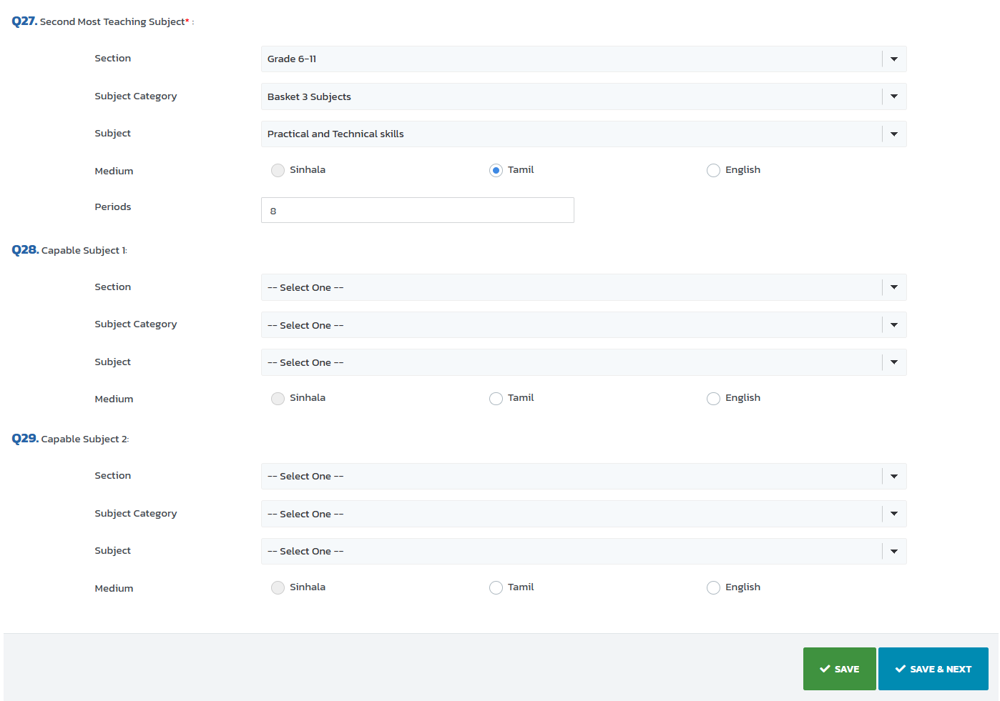 Q27. Second Most Teaching Subject* :
Section
Grade 6-11
Subject Category
Basket 3 Subjects
Subject
Practical and Technical skills
Medium
Sinhala
Tamil
English
Periods
8
Q28. Capable Subject 1:
Section
-- Select One --
Subject Category
-- Select One --
Subject
-- Select One --
Medium
Sinhala
Tamil
English
Q29. Capable Subject 2:
Section
-- Select One --
Subject Category
-- Select One --
Subject
-- Select One --
Medium
Sinhala
Tamil
English
SAVE
SAVE & NEXT